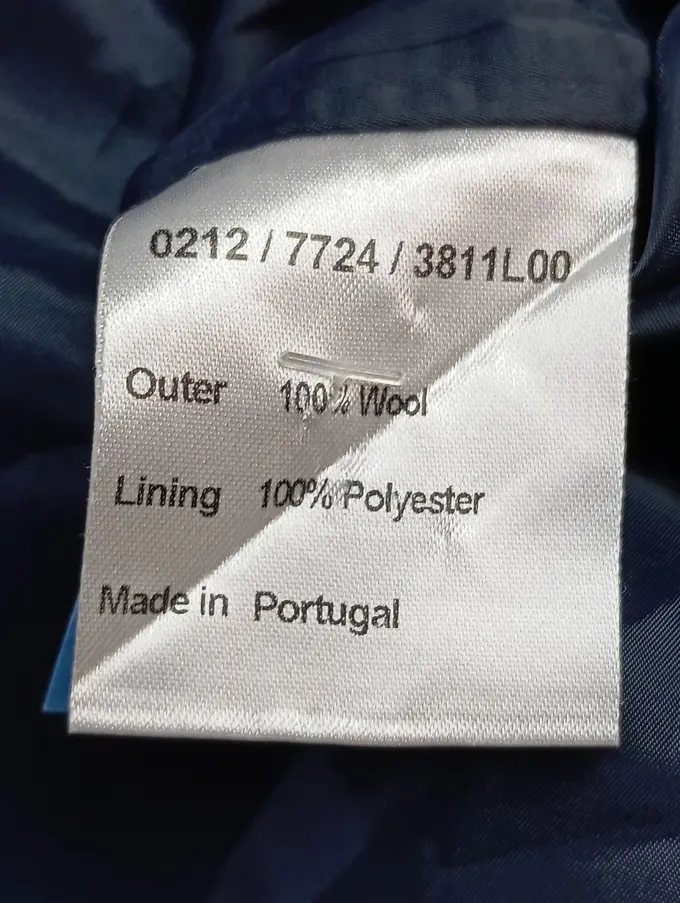 0212 / 7724 / 3811L00
Outer 100% Wool
Lining 100% Polyester
Made in Portugal